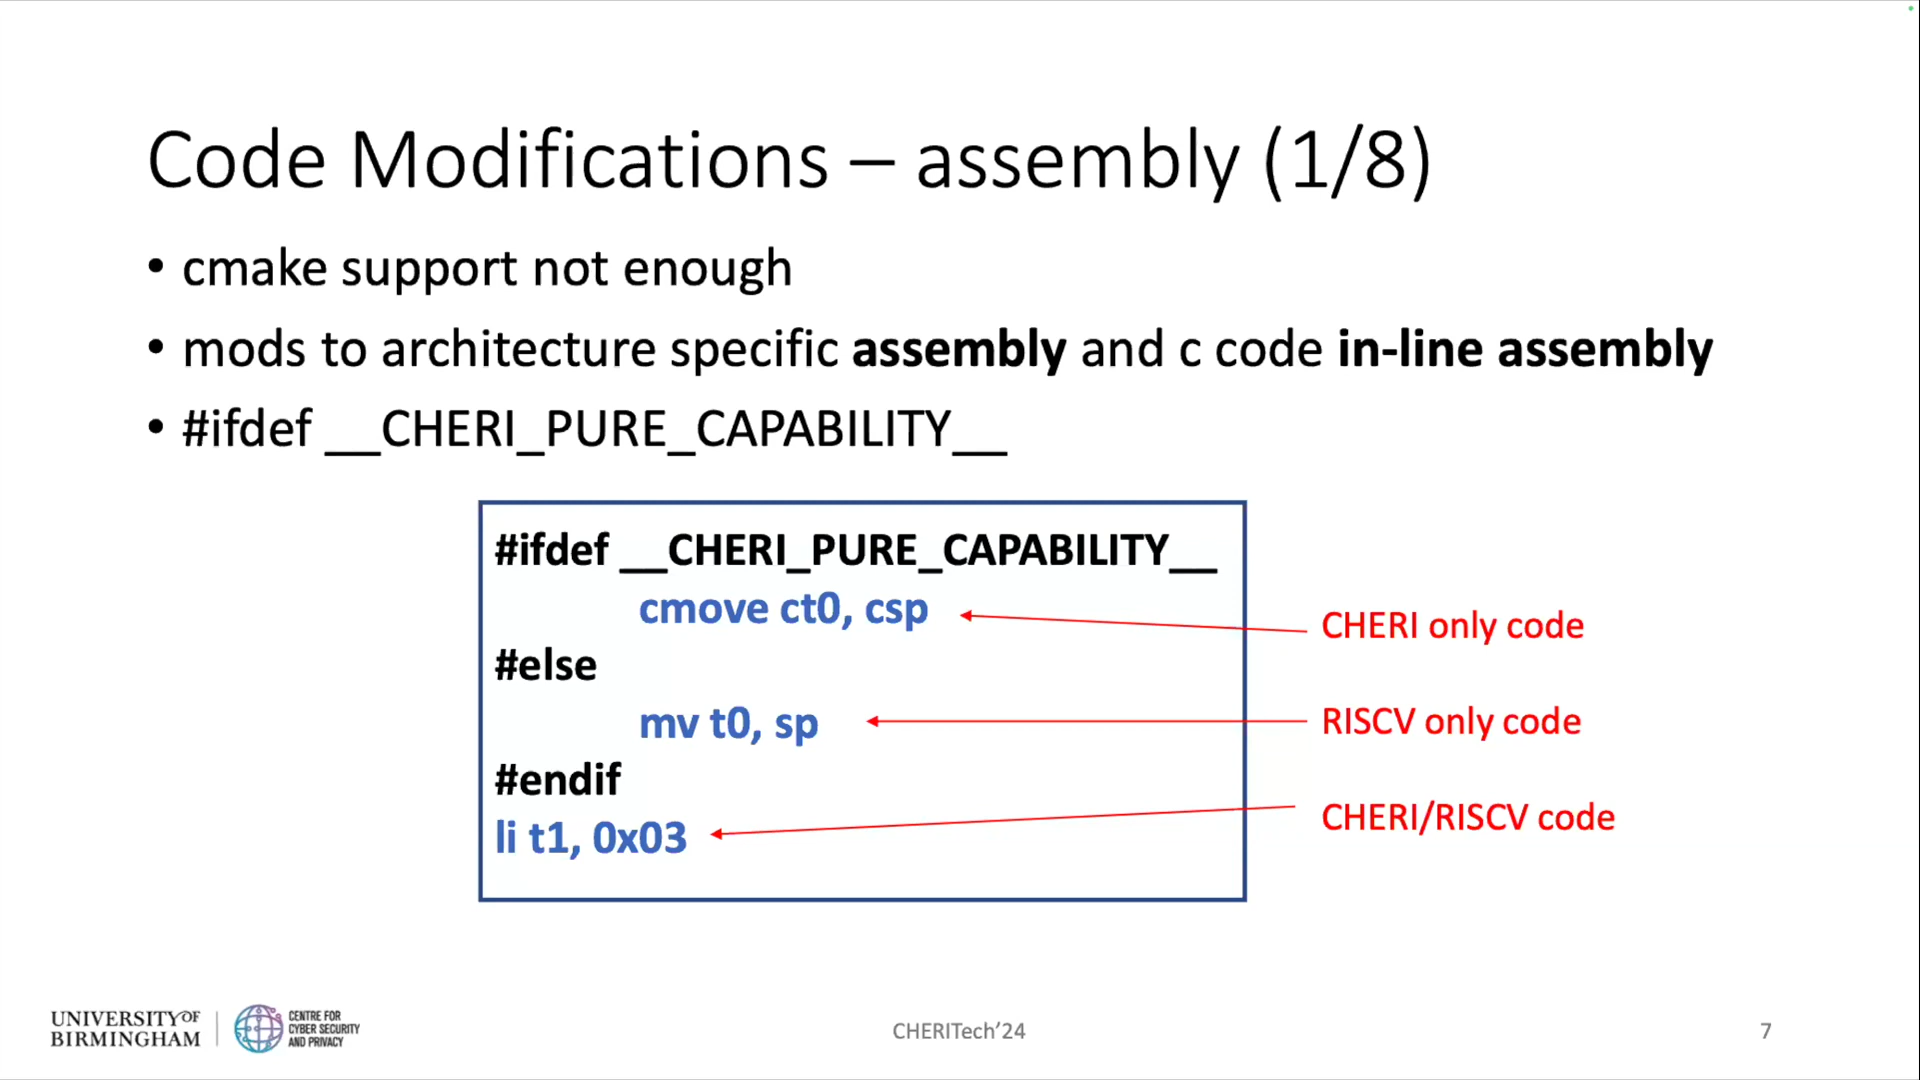 Code Modifications – assembly (1/8)
• cmake support not enough
• mods to architecture specific assembly and c code in-line assembly
• #ifdef __CHERI_PURE_CAPABILITY__
#ifdef __CHERI_PURE_CAPABILITY__
cmove ct0, csp
CHERI only code
#else
mv t0, sp
RISCV only code
#endif
li t1, 0x03
CHERI/RISCV code
UNIVERSITY OF
BIRMINGHAM
CENTRE FOR
CYBER SECURITY
AND PRIVACY
CHERITech’24
7